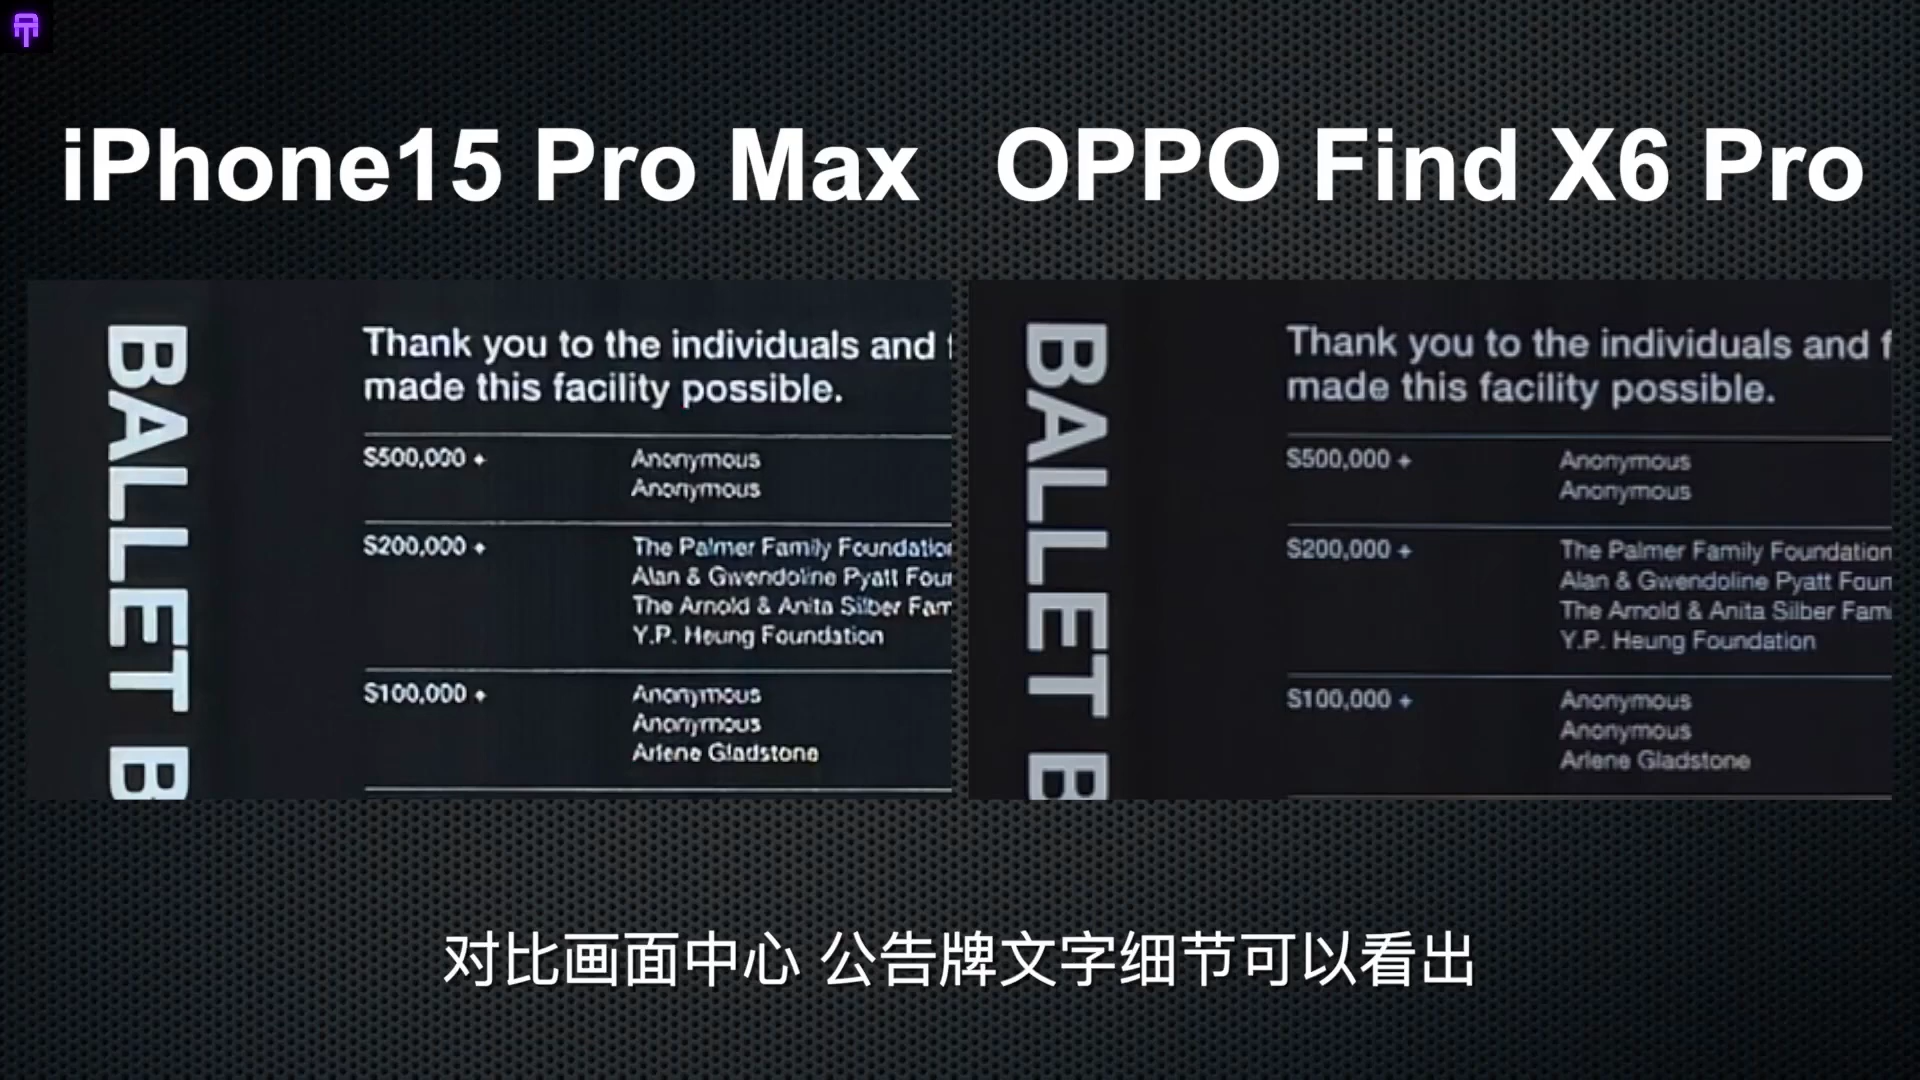 iPhone15 Pro Max
OPPO Find X6 Pro
BALLET B
Thank you to the individuals and
made this facility possible.
$500,000 +
Anonymous
Anonymous
$200,000 +
The Palmer Family Foundation
Alan & Gwendoline Pyatt Four
The Arnold & Anita Silber Fam
Y.P. Heung Foundation
$100,000 +
Anonymous
Anonymous
Arlene Gladstone
BALLET B
Thank you to the individuals and f
made this facility possible.
$500,000 +
Anonymous
Anonymous
$200,000 +
The Palmer Family Foundation
Alan & Gwendoline Pyatt Foun
The Arnold & Anita Silber Fami
Y.P. Heung Foundation
$100,000 +
Anonymous
Anonymous
Arlene Gladstone
对比画面中心 公告牌文字细节可以看出